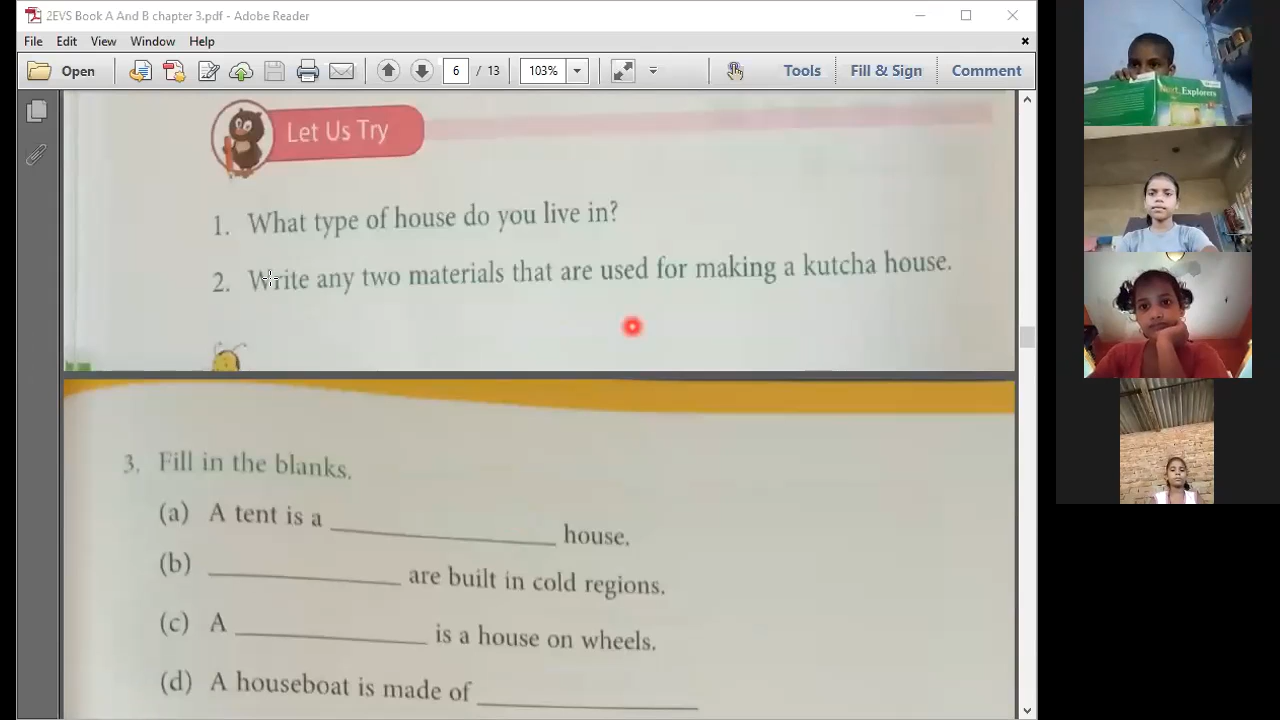 2EVS Book A And B chapter 3.pdf - Adobe Reader
File Edit View Window Help
Open 6 / 13 103% Tools Fill & Sign Comment
Let Us Try
1. What type of house do you live in?
2. Write any two materials that are used for making a kutcha house.
3. Fill in the blanks.
(a) A tent is a ____________ house.
(b) ____________ are built in cold regions.
(c) A ____________ is a house on wheels.
(d) A houseboat is made of ____________
Explorers